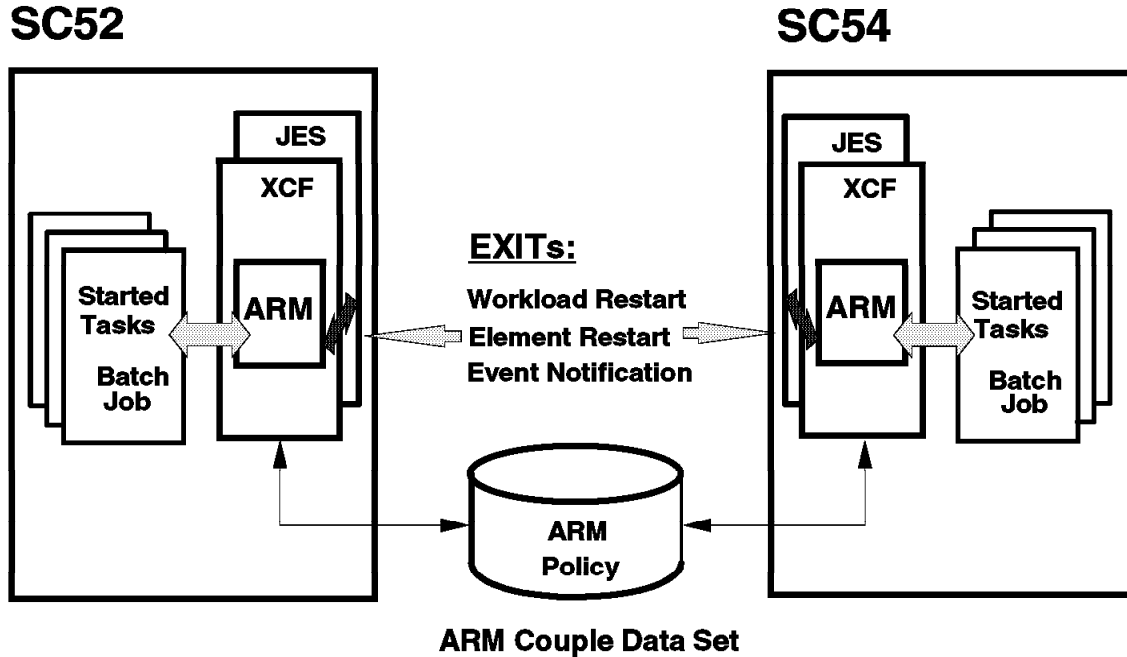 SC52
SC54
JES
XCF
ARM
Started
Tasks
Batch
Job
EXITs:
Workload Restart
Element Restart
Event Notification
JES
XCF
ARM
Started
Tasks
Batch
Job
ARM
Policy
ARM Couple Data Set